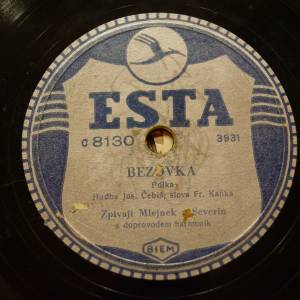 ESTA
C 8130 3931
BEZOVKA
Polka
Hudba Jos. Čebiš, slova Fr. Kaňka
Zpívají Mlejnek Severin
s doprovodem harmonik
BIEM